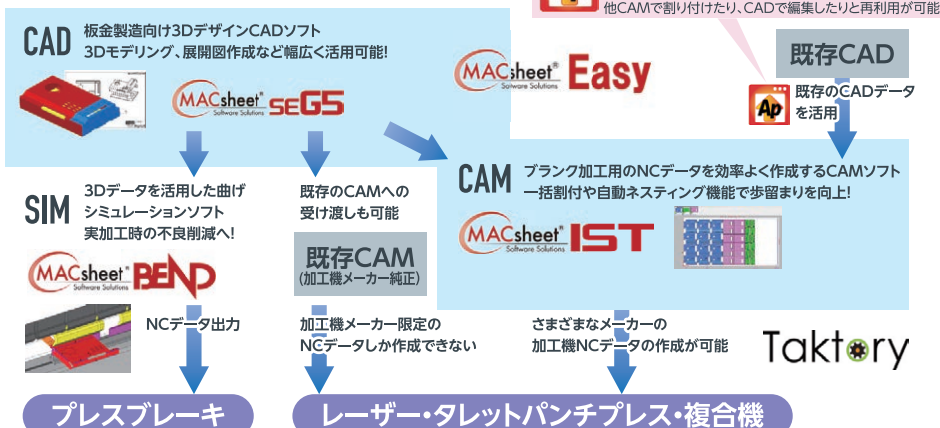 他CAMで割り付けたり、CADで編集したりと再利用が可能
CAD
板金製造向け3DデザインCADソフト
3Dモデリング、展開図作成など幅広く活用可能!
MACsheet® SEG5
Software Solutions
MACsheet® Easy
Software Solutions
既存CAD
Ap
既存のCADデータ
を活用
SIM
3Dデータを活用した曲げ
シミュレーションソフト
実加工時の不良削減へ!
MACsheet® BEND
Software Solutions
既存のCAMへの
受け渡しも可能
既存CAM
(加工機メーカー純正)
CAM
ブランク加工用のNCデータを効率よく作成するCAMソフト
一括割付や自動ネスティング機能で歩留まりを向上!
MACsheet® IST
Software Solutions
NCデータ出力
加工機メーカー限定の
NCデータしか作成できない
さまざまなメーカーの
加工機NCデータの作成が可能
Taktory
プレスブレーキ
レーザー・タレットパンチプレス・複合機